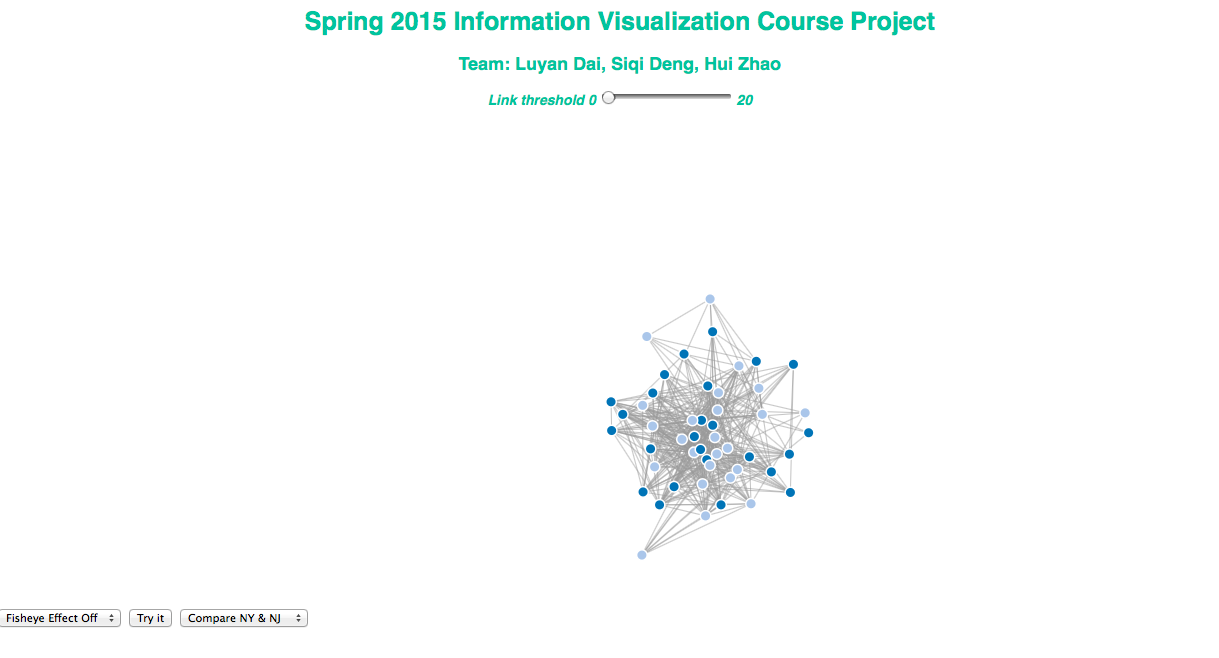 Spring 2015 Information Visualization Course Project
Team: Luyan Dai, Siqi Deng, Hui Zhao
Link threshold 0 20
Fisheye Effect Off Try it Compare NY & NJ